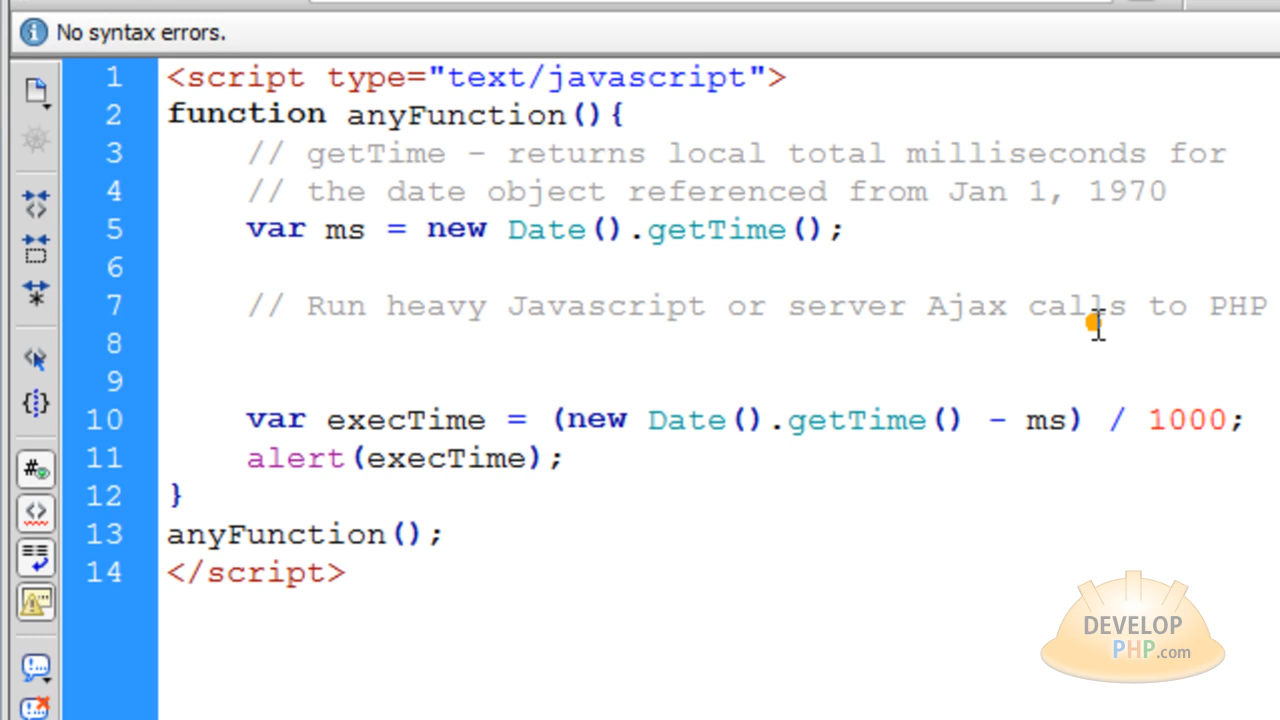 No syntax errors.
1 <script type="text/javascript">
2 function anyFunction(){
3 // getTime - returns local total milliseconds for
4 // the date object referenced from Jan 1, 1970
5 var ms = new Date().getTime();
6
7 // Run heavy Javascript or server Ajax calls to PHP
8
9
10 var execTime = (new Date().getTime() - ms) / 1000;
11 alert(execTime);
12 }
13 anyFunction();
14 </script>
DEVELOP
PHP.com